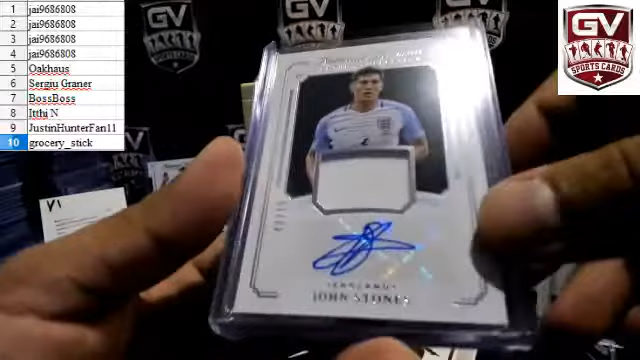 1 jai9686808
2 jai9686808
3 jai9686808
4 jai9686808
5 Oakhaus
6 Sergiu Graner
7 BossBoss
8 Itthi N
9 JustinHunterFan11
10 grocery_stick
GV
SPORTS CARDS
ENGLAND
JOHN STONES